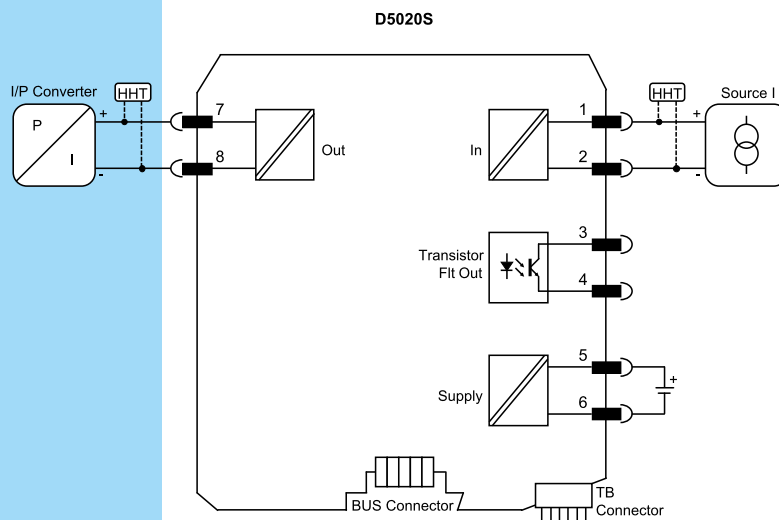 D5020S
I/P Converter
HHT
HHT
Source I
+
7
1
+
P
I
Out
In
-
8
2
-
Transistor
Flt Out
3
4
Supply
5
6
+
BUS Connector
TB
Connector